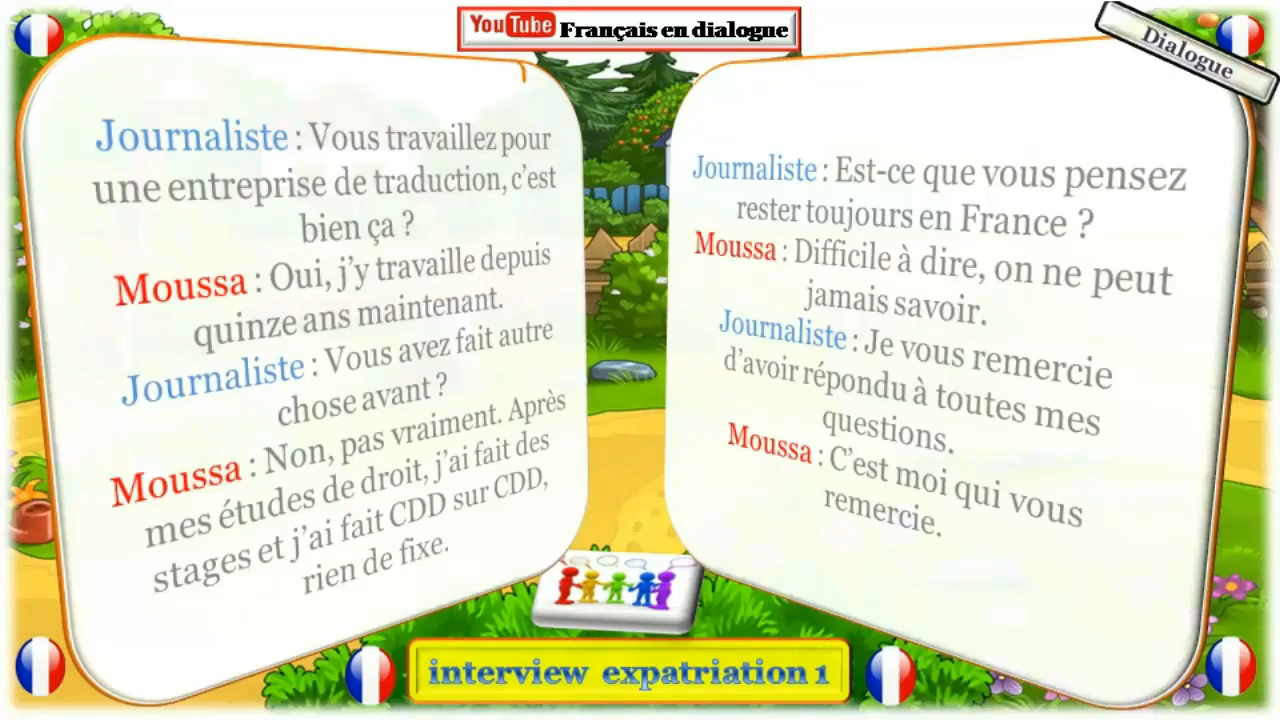 YouTube Français en dialogue
Dialogue
Journaliste : Vous travaillez pour
une entreprise de traduction, c'est
bien ça ?
Moussa : Oui, j'y travaille depuis
quinze ans maintenant.
Journaliste : Vous avez fait autre
chose avant ?
Moussa : Non, pas vraiment. Après
mes études de droit, j'ai fait des
stages et j'ai fait CDD sur CDD,
rien de fixe.
Journaliste : Est-ce que vous pensez
rester toujours en France ?
Moussa : Difficile à dire, on ne peut
jamais savoir.
Journaliste : Je vous remercie
d'avoir répondu à toutes mes
questions.
Moussa : C'est moi qui vous
remercie.
interview expatriation 1